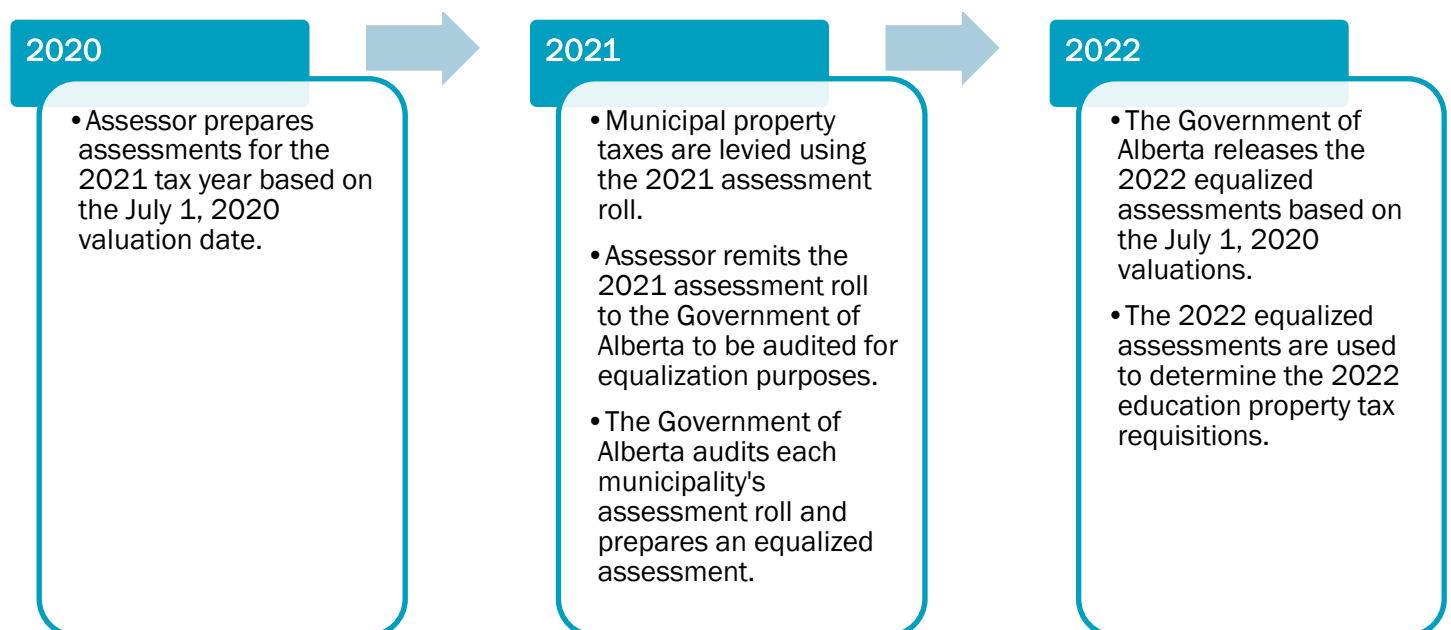 2020
•Assessor prepares
assessments for the
2021 tax year based on
the July 1, 2020
valuation date.
2021
•Municipal property
taxes are levied using
the 2021 assessment
roll.
•Assessor remits the
2021 assessment roll
to the Government of
Alberta to be audited for
equalization purposes.
•The Government of
Alberta audits each
municipality's
assessment roll and
prepares an equalized
assessment.
2022
•The Government of
Alberta releases the
2022 equalized
assessments based on
the July 1, 2020
valuations.
•The 2022 equalized
assessments are used
to determine the 2022
education property tax
requisitions.